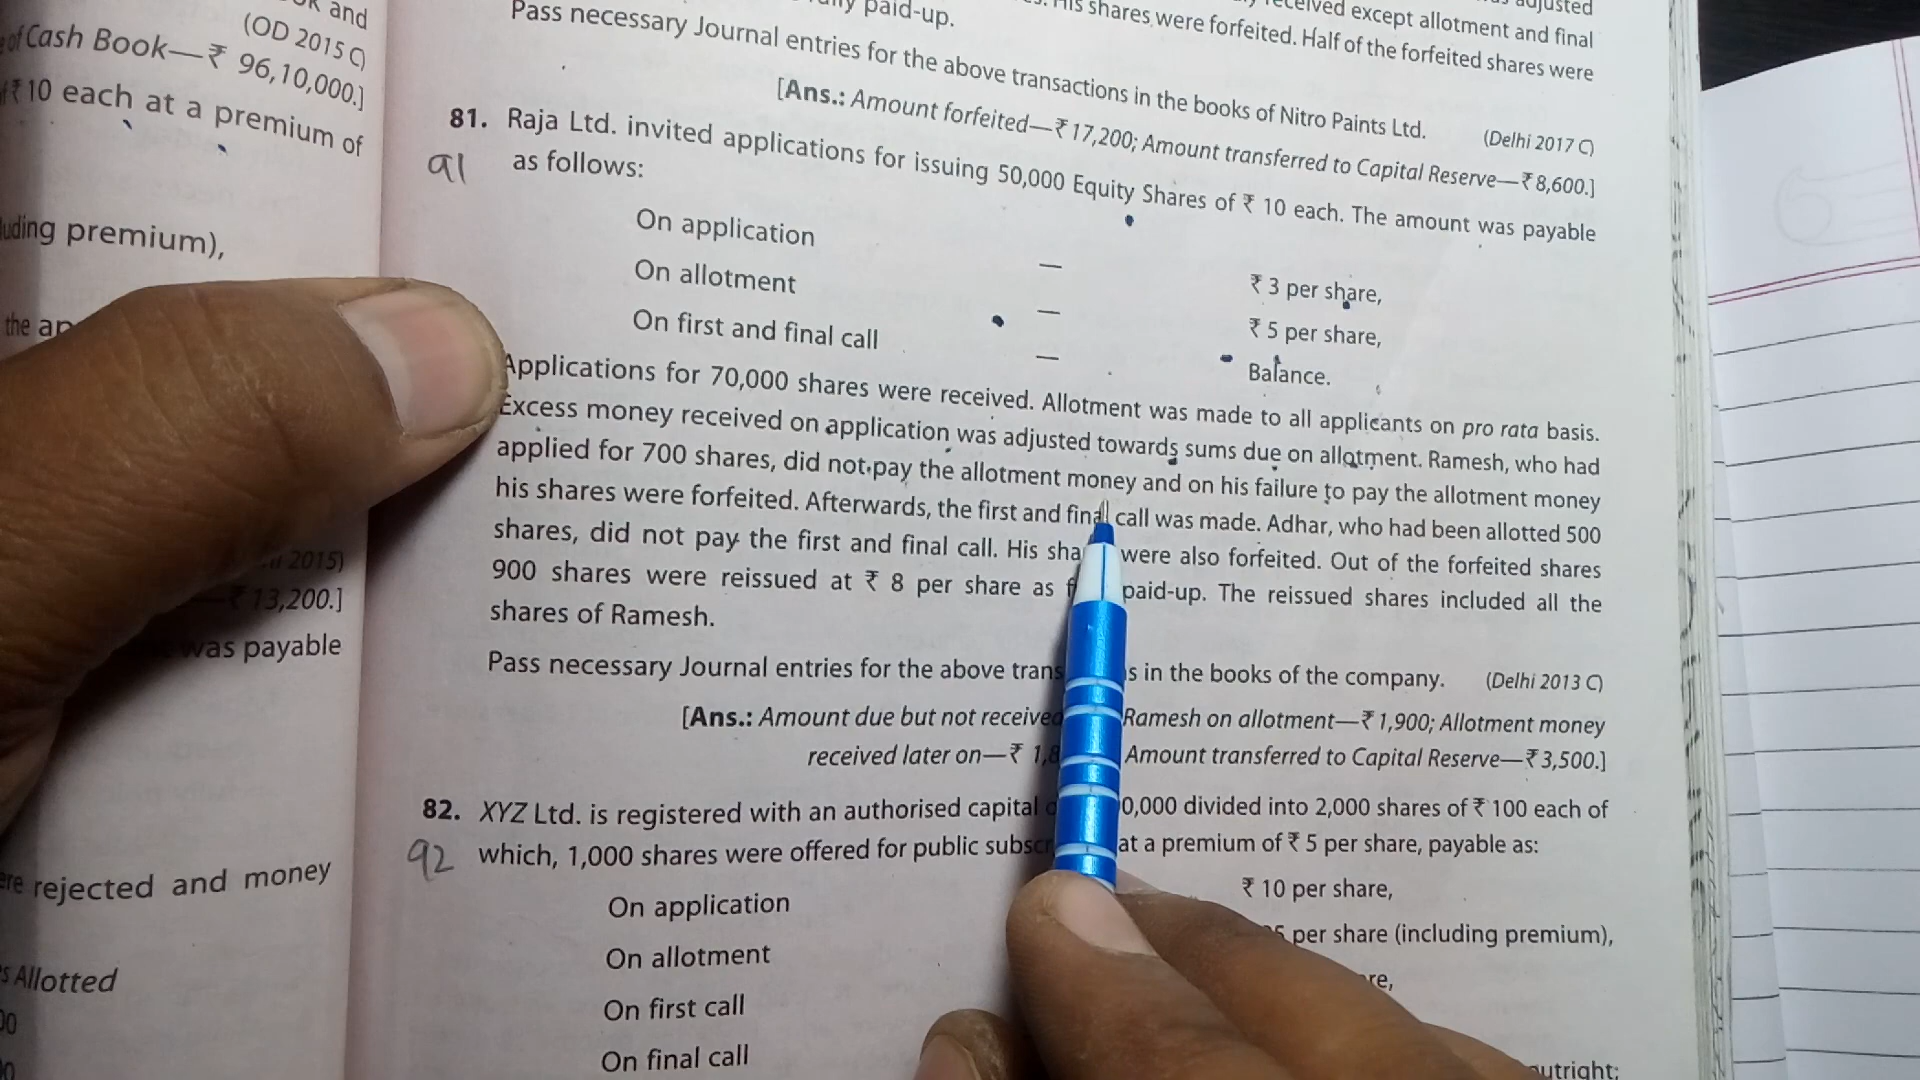 and
(OD 2015 C)
of Cash Book—₹ 96,10,000.]
₹10 each at a premium of
premium),
the
2015)
—₹ 13,200.]
was payable
rejected and money
Allotted
adjusted
received except allotment and final
His shares were forfeited. Half of the forfeited shares were
paid-up.
Pass necessary Journal entries for the above transactions in the books of Nitro Paints Ltd. (Delhi 2017 C)
[Ans.: Amount forfeited—₹17,200; Amount transferred to Capital Reserve—₹8,600.]
81. Raja Ltd. invited applications for issuing 50,000 Equity Shares of ₹ 10 each. The amount was payable
91 as follows:
On application — ₹ 3 per share,
On allotment — ₹ 5 per share,
On first and final call — Balance.
Applications for 70,000 shares were received. Allotment was made to all applicants on pro rata basis.
Excess money received on application was adjusted towards sums due on allotment. Ramesh, who had
applied for 700 shares, did not pay the allotment money and on his failure to pay the allotment money
his shares were forfeited. Afterwards, the first and final call was made. Adhar, who had been allotted 500
shares, did not pay the first and final call. His were also forfeited. Out of the forfeited shares
900 shares were reissued at ₹ 8 per share as paid-up. The reissued shares included all the
shares of Ramesh.
Pass necessary Journal entries for the above in the books of the company. (Delhi 2013 C)
[Ans.: Amount due but not received Ramesh on allotment—₹ 1,900; Allotment money
received later on—₹ Amount transferred to Capital Reserve—₹3,500.]
82. XYZ Ltd. is registered with an authorised capital divided into 2,000 shares of ₹ 100 each of
92 which, 1,000 shares were offered for public at a premium of ₹ 5 per share, payable as:
On application ₹ 10 per share,
On allotment per share (including premium),
On first call
On final call